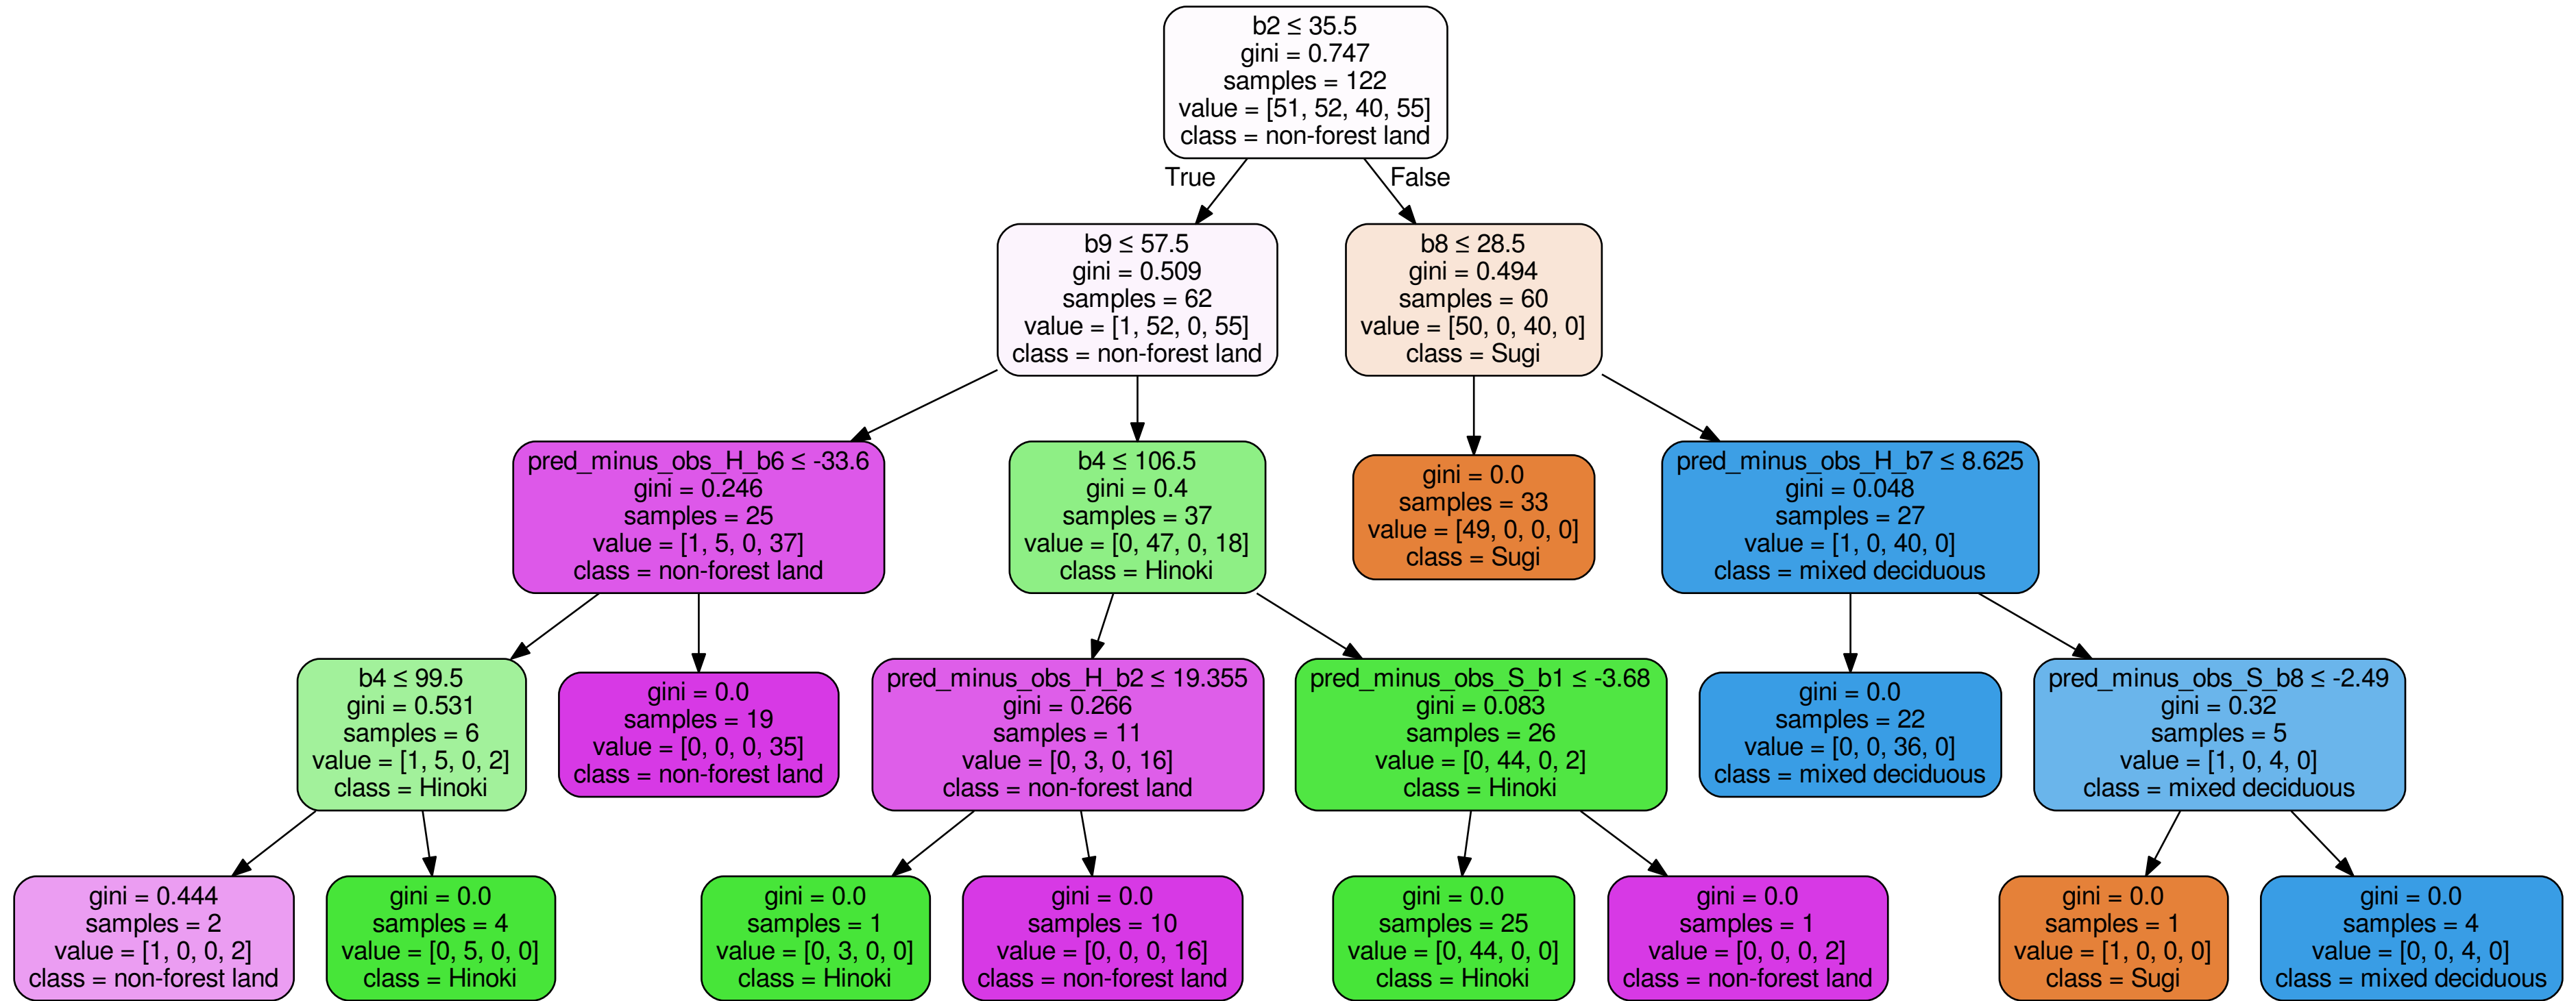 b2 ≤ 35.5
gini = 0.747
samples = 122
value = [51, 52, 40, 55]
class = non-forest land
True
False
b9 ≤ 57.5
gini = 0.509
samples = 62
value = [1, 52, 0, 55]
class = non-forest land
b8 ≤ 28.5
gini = 0.494
samples = 60
value = [50, 0, 40, 0]
class = Sugi
pred_minus_obs_H_b6 ≤ -33.6
gini = 0.246
samples = 25
value = [1, 5, 0, 37]
class = non-forest land
b4 ≤ 106.5
gini = 0.4
samples = 37
value = [0, 47, 0, 18]
class = Hinoki
gini = 0.0
samples = 33
value = [49, 0, 0, 0]
class = Sugi
pred_minus_obs_H_b7 ≤ 8.625
gini = 0.048
samples = 27
value = [1, 0, 40, 0]
class = mixed deciduous
b4 ≤ 99.5
gini = 0.531
samples = 6
value = [1, 5, 0, 2]
class = Hinoki
gini = 0.0
samples = 19
value = [0, 0, 0, 35]
class = non-forest land
pred_minus_obs_H_b2 ≤ 19.355
gini = 0.266
samples = 11
value = [0, 3, 0, 16]
class = non-forest land
pred_minus_obs_S_b1 ≤ -3.68
gini = 0.083
samples = 26
value = [0, 44, 0, 2]
class = Hinoki
gini = 0.0
samples = 22
value = [0, 0, 36, 0]
class = mixed deciduous
pred_minus_obs_S_b8 ≤ -2.49
gini = 0.32
samples = 5
value = [1, 0, 4, 0]
class = mixed deciduous
gini = 0.444
samples = 2
value = [1, 0, 0, 2]
class = non-forest land
gini = 0.0
samples = 4
value = [0, 5, 0, 0]
class = Hinoki
gini = 0.0
samples = 1
value = [0, 3, 0, 0]
class = Hinoki
gini = 0.0
samples = 10
value = [0, 0, 0, 16]
class = non-forest land
gini = 0.0
samples = 25
value = [0, 44, 0, 0]
class = Hinoki
gini = 0.0
samples = 1
value = [0, 0, 0, 2]
class = non-forest land
gini = 0.0
samples = 1
value = [1, 0, 0, 0]
class = Sugi
gini = 0.0
samples = 4
value = [0, 0, 4, 0]
class = mixed deciduous